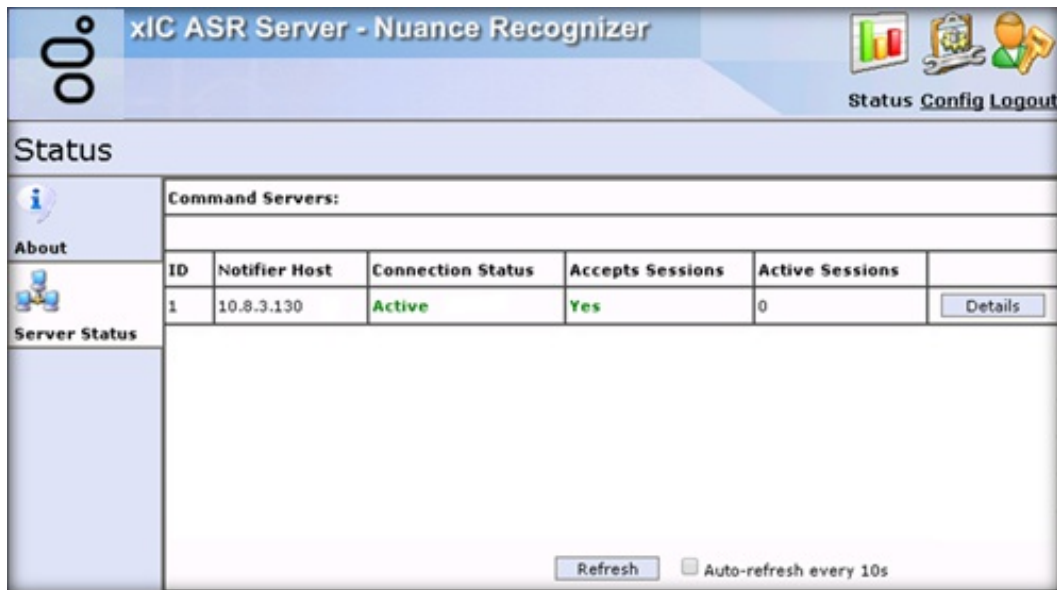 xIC ASR Server - Nuance Recognizer
Status Config Logout
Status
About
Server Status
Command Servers:
ID Notifier Host Connection Status Accepts Sessions Active Sessions
1 10.8.3.130 Active Yes 0 Details
Refresh Auto-refresh every 10s